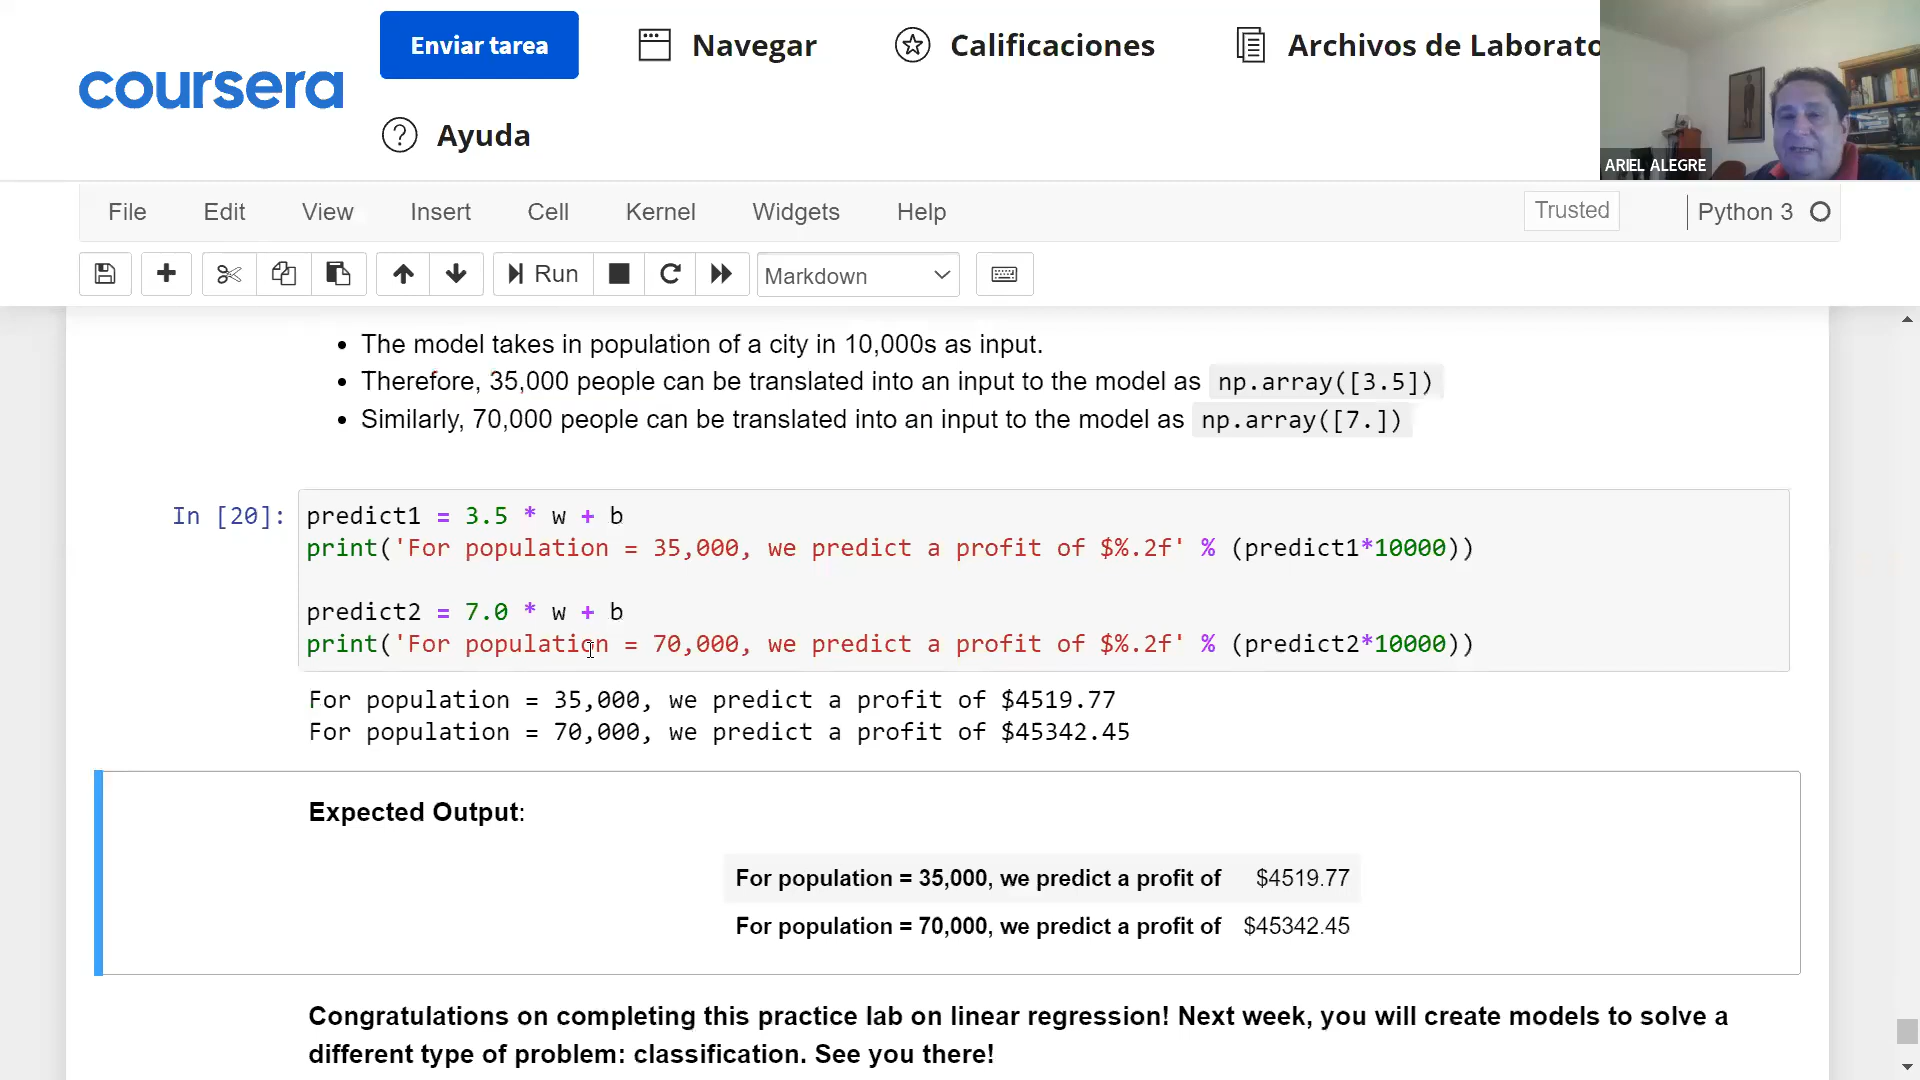 Enviar tarea
Navegar
Calificaciones
Archivos de Laborato
coursera
Ayuda
ARIEL ALEGRE
File Edit View Insert Cell Kernel Widgets Help
Trusted
Python 3
Run
Markdown
The model takes in population of a city in 10,000s as input.
Therefore, 35,000 people can be translated into an input to the model as np.array([3.5])
Similarly, 70,000 people can be translated into an input to the model as np.array([7.])
In [20]: predict1 = 3.5 * w + b
print('For population = 35,000, we predict a profit of $%.2f' % (predict1*10000))
predict2 = 7.0 * w + b
print('For population = 70,000, we predict a profit of $%.2f' % (predict2*10000))
For population = 35,000, we predict a profit of $4519.77
For population = 70,000, we predict a profit of $45342.45
Expected Output:
For population = 35,000, we predict a profit of $4519.77
For population = 70,000, we predict a profit of $45342.45
Congratulations on completing this practice lab on linear regression! Next week, you will create models to solve a
different type of problem: classification. See you there!